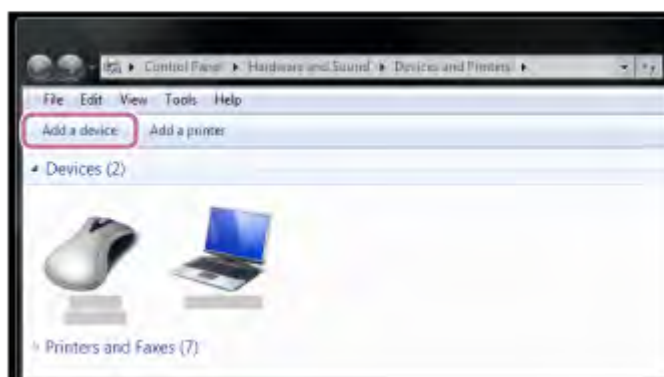 Control Panel Hardware and Sound Devices and Printers
File Edit View Tools Help
Add a device Add a printer
Devices (2)
Printers and Faxes (7)